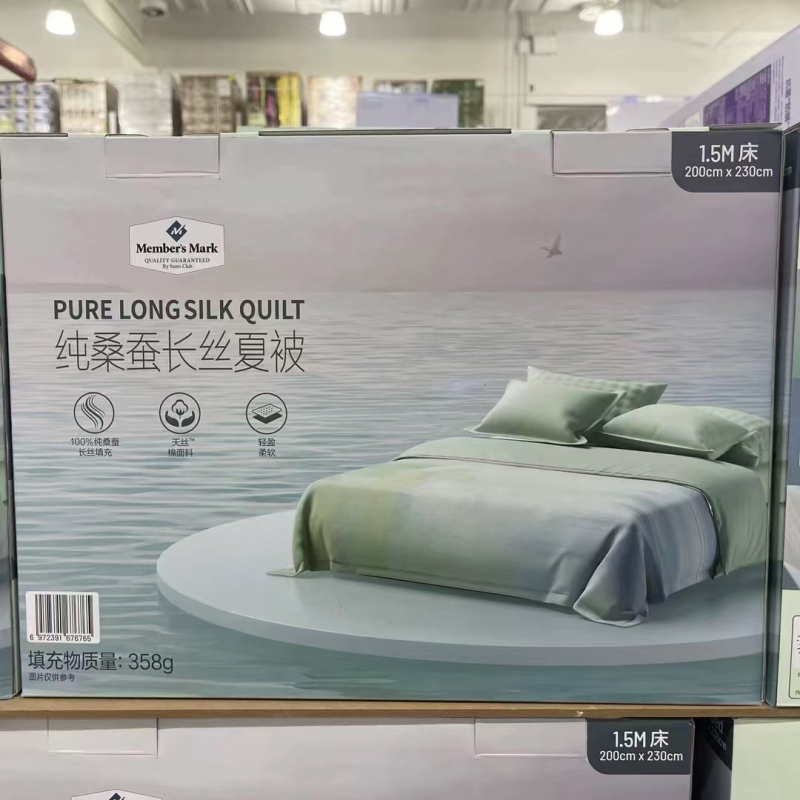 1.5M 床
200cm x 230cm
Member's Mark
QUALITY GUARANTEED
By Sam's Club
PURE LONG SILK QUILT
纯桑蚕长丝夏被
100%纯桑蚕
长丝填充
天丝™
棉面料
轻盈
柔软
6 972391 676765
填充物质量: 358g
图片仅供参考
1.5M 床
200cm x 230cm